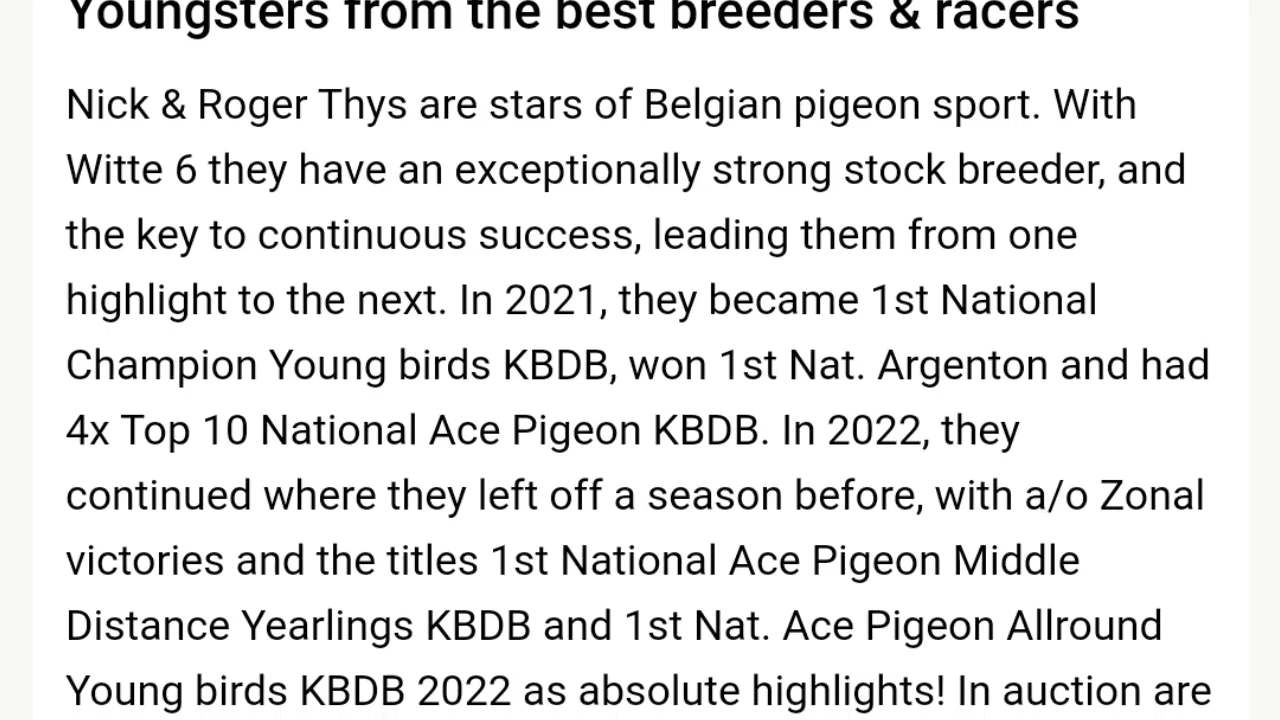 Youngsters from the best breeders & racers
Nick & Roger Thys are stars of Belgian pigeon sport. With
Witte 6 they have an exceptionally strong stock breeder, and
the key to continuous success, leading them from one
highlight to the next. In 2021, they became 1st National
Champion Young birds KBDB, won 1st Nat. Argenton and had
4x Top 10 National Ace Pigeon KBDB. In 2022, they
continued where they left off a season before, with a/o Zonal
victories and the titles 1st National Ace Pigeon Middle
Distance Yearlings KBDB and 1st Nat. Ace Pigeon Allround
Young birds KBDB 2022 as absolute highlights! In auction are